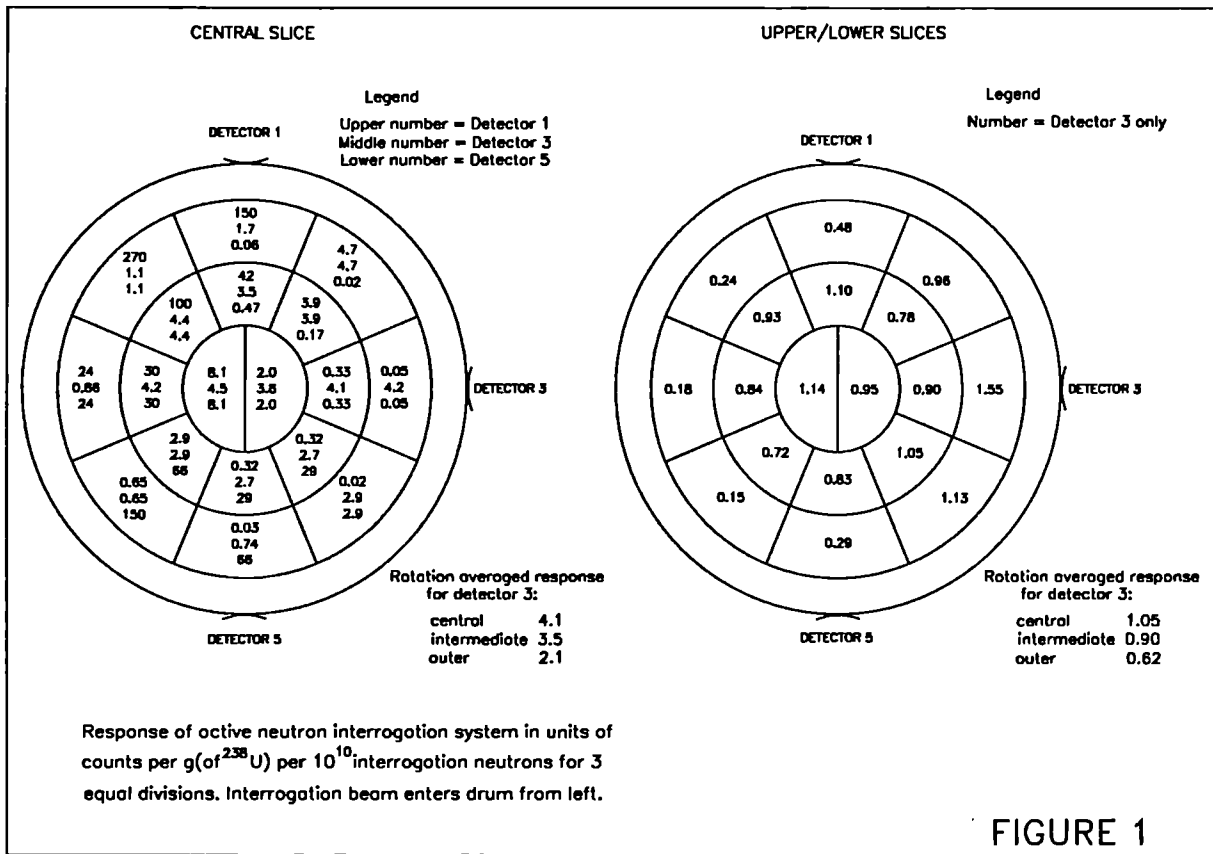 CENTRAL SLICE
Legend
Upper number = Detector 1
Middle number = Detector 3
Lower number = Detector 5
DETECTOR 1
150
1.7
0.06
270
1.1
1.1
4.7
4.7
0.02
42
3.5
0.47
100
4.4
4.4
3.9
3.9
0.17
24
0.66
24
30
4.2
30
8.1
4.5
8.1
2.0
3.8
2.0
0.33
4.1
0.33
0.05
4.2
0.05
DETECTOR 3
2.9
2.9
66
0.32
2.7
29
0.32
2.7
29
0.65
0.65
150
0.02
2.9
2.9
0.03
0.74
66
DETECTOR 5
Rotation averaged response
for detector 3:
central 4.1
intermediate 3.5
outer 2.1
UPPER/LOWER SLICES
Legend
Number = Detector 3 only
DETECTOR 1
0.48
0.24
0.96
1.10
0.93
0.78
0.18
0.84
1.14
0.95
0.90
1.55
DETECTOR 3
0.72
1.05
0.83
0.15
1.13
0.29
DETECTOR 5
Rotation averaged response
for detector 3:
central 1.05
intermediate 0.90
outer 0.62
Response of active neutron interrogation system in units of
counts per g(of ²³⁸U) per 10¹⁰ interrogation neutrons for 3
equal divisions. Interrogation beam enters drum from left.
FIGURE 1